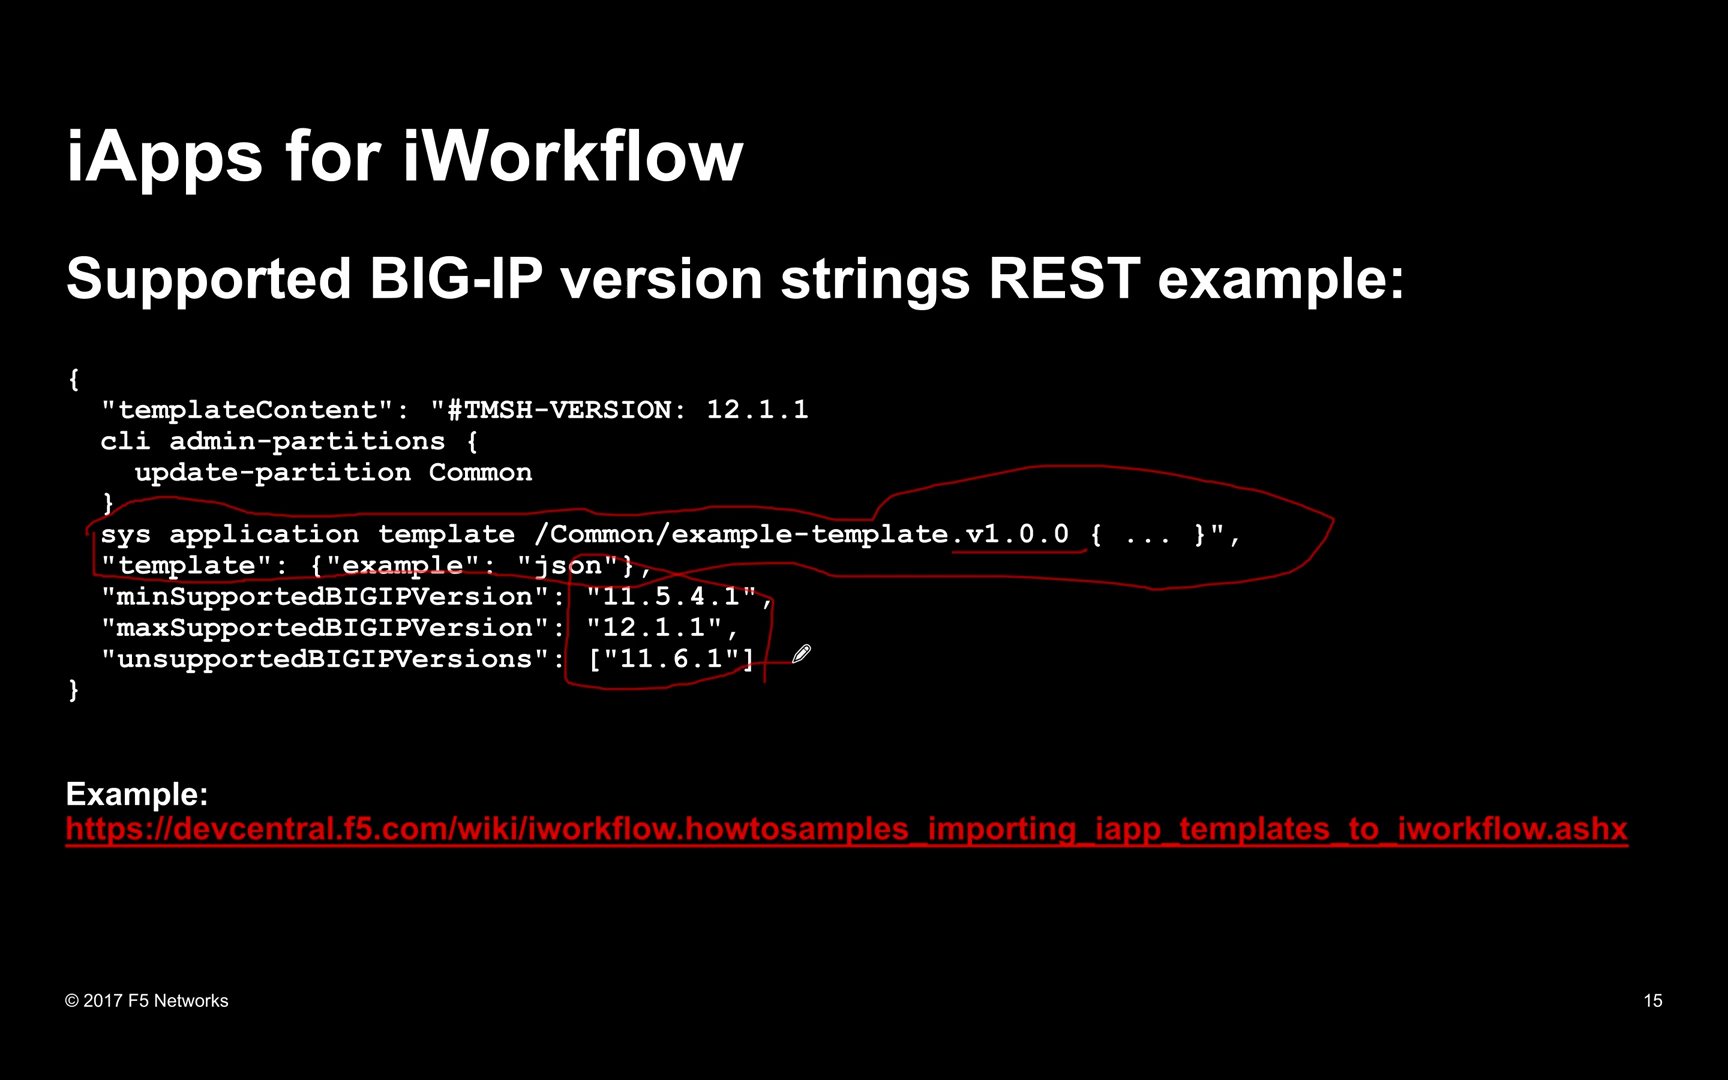 iApps for iWorkflow
Supported BIG-IP version strings REST example:
{
  "templateContent": "#TMSH-VERSION: 12.1.1
  cli admin-partitions {
    update-partition Common
  }
  sys application template /Common/example-template.v1.0.0 { ... }",
  "template": {"example": "json"},
  "minSupportedBIGIPVersion": "11.5.4.1",
  "maxSupportedBIGIPVersion": "12.1.1",
  "unsupportedBIGIPVersions": ["11.6.1"]
}
Example:
https://devcentral.f5.com/wiki/iworkflow.howtosamples_importing_iapp_templates_to_iworkflow.ashx
© 2017 F5 Networks
15